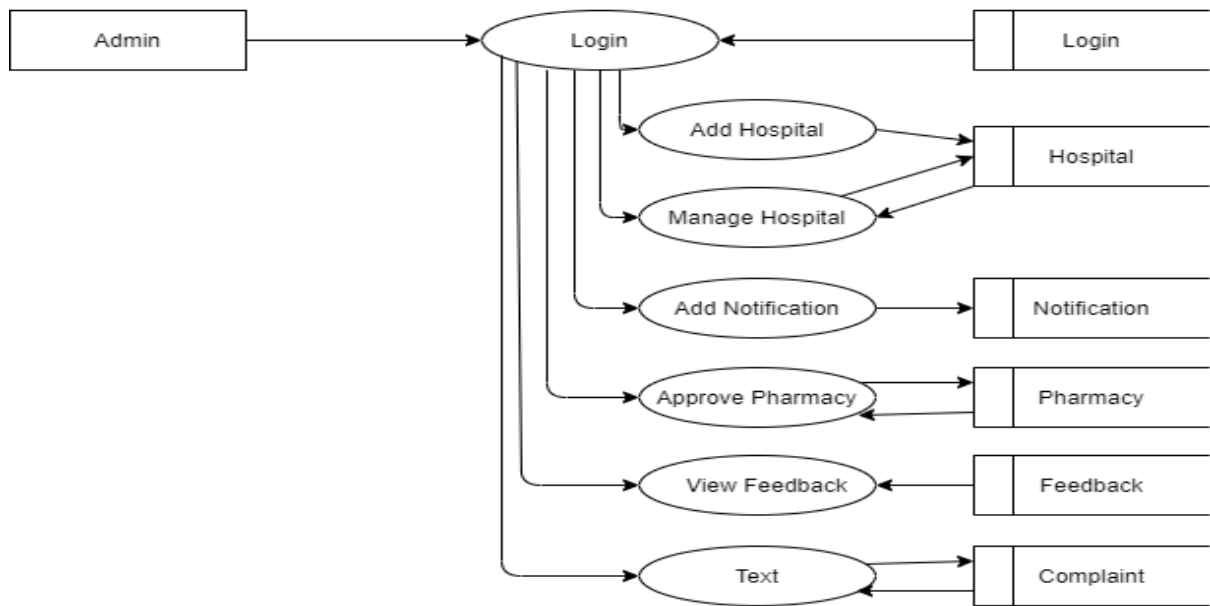 Admin
Login
Login
Add Hospital
Hospital
Manage Hospital
Add Notification
Notification
Approve Pharmacy
Pharmacy
View Feedback
Feedback
Text
Complaint